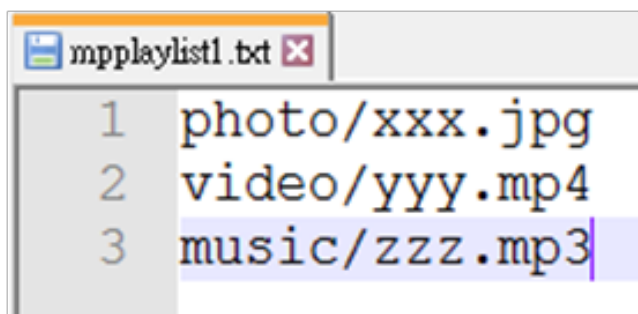 mpplaylist1.txt
1 photo/xxx.jpg
2 video/yyy.mp4
3 music/zzz.mp3